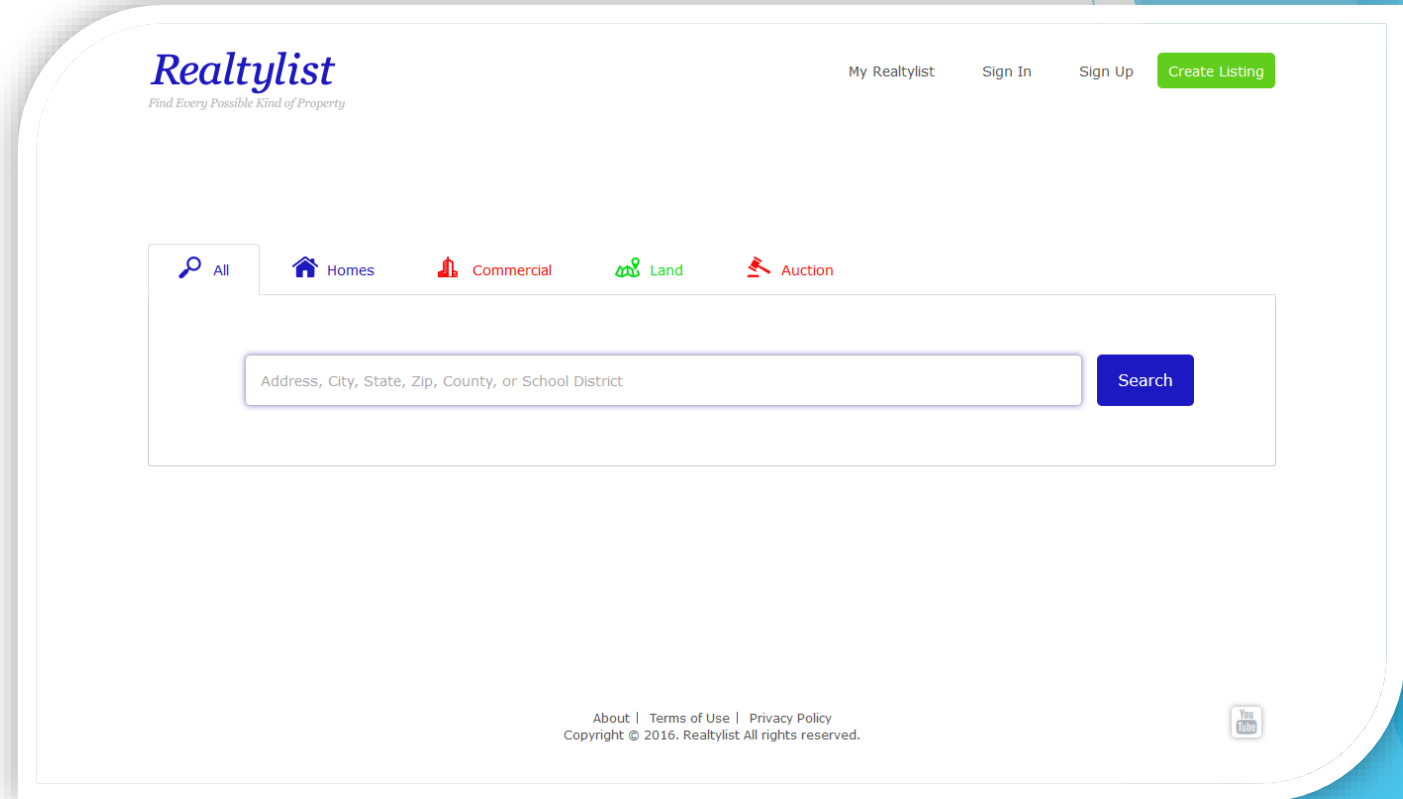 Realtylist
Find Every Possible Kind of Property
My Realtylist Sign In Sign Up Create Listing
All Homes Commercial Land Auction
Address, City, State, Zip, County, or School District Search
About | Terms of Use | Privacy Policy
Copyright © 2016. Realtylist All rights reserved.
You
Tube